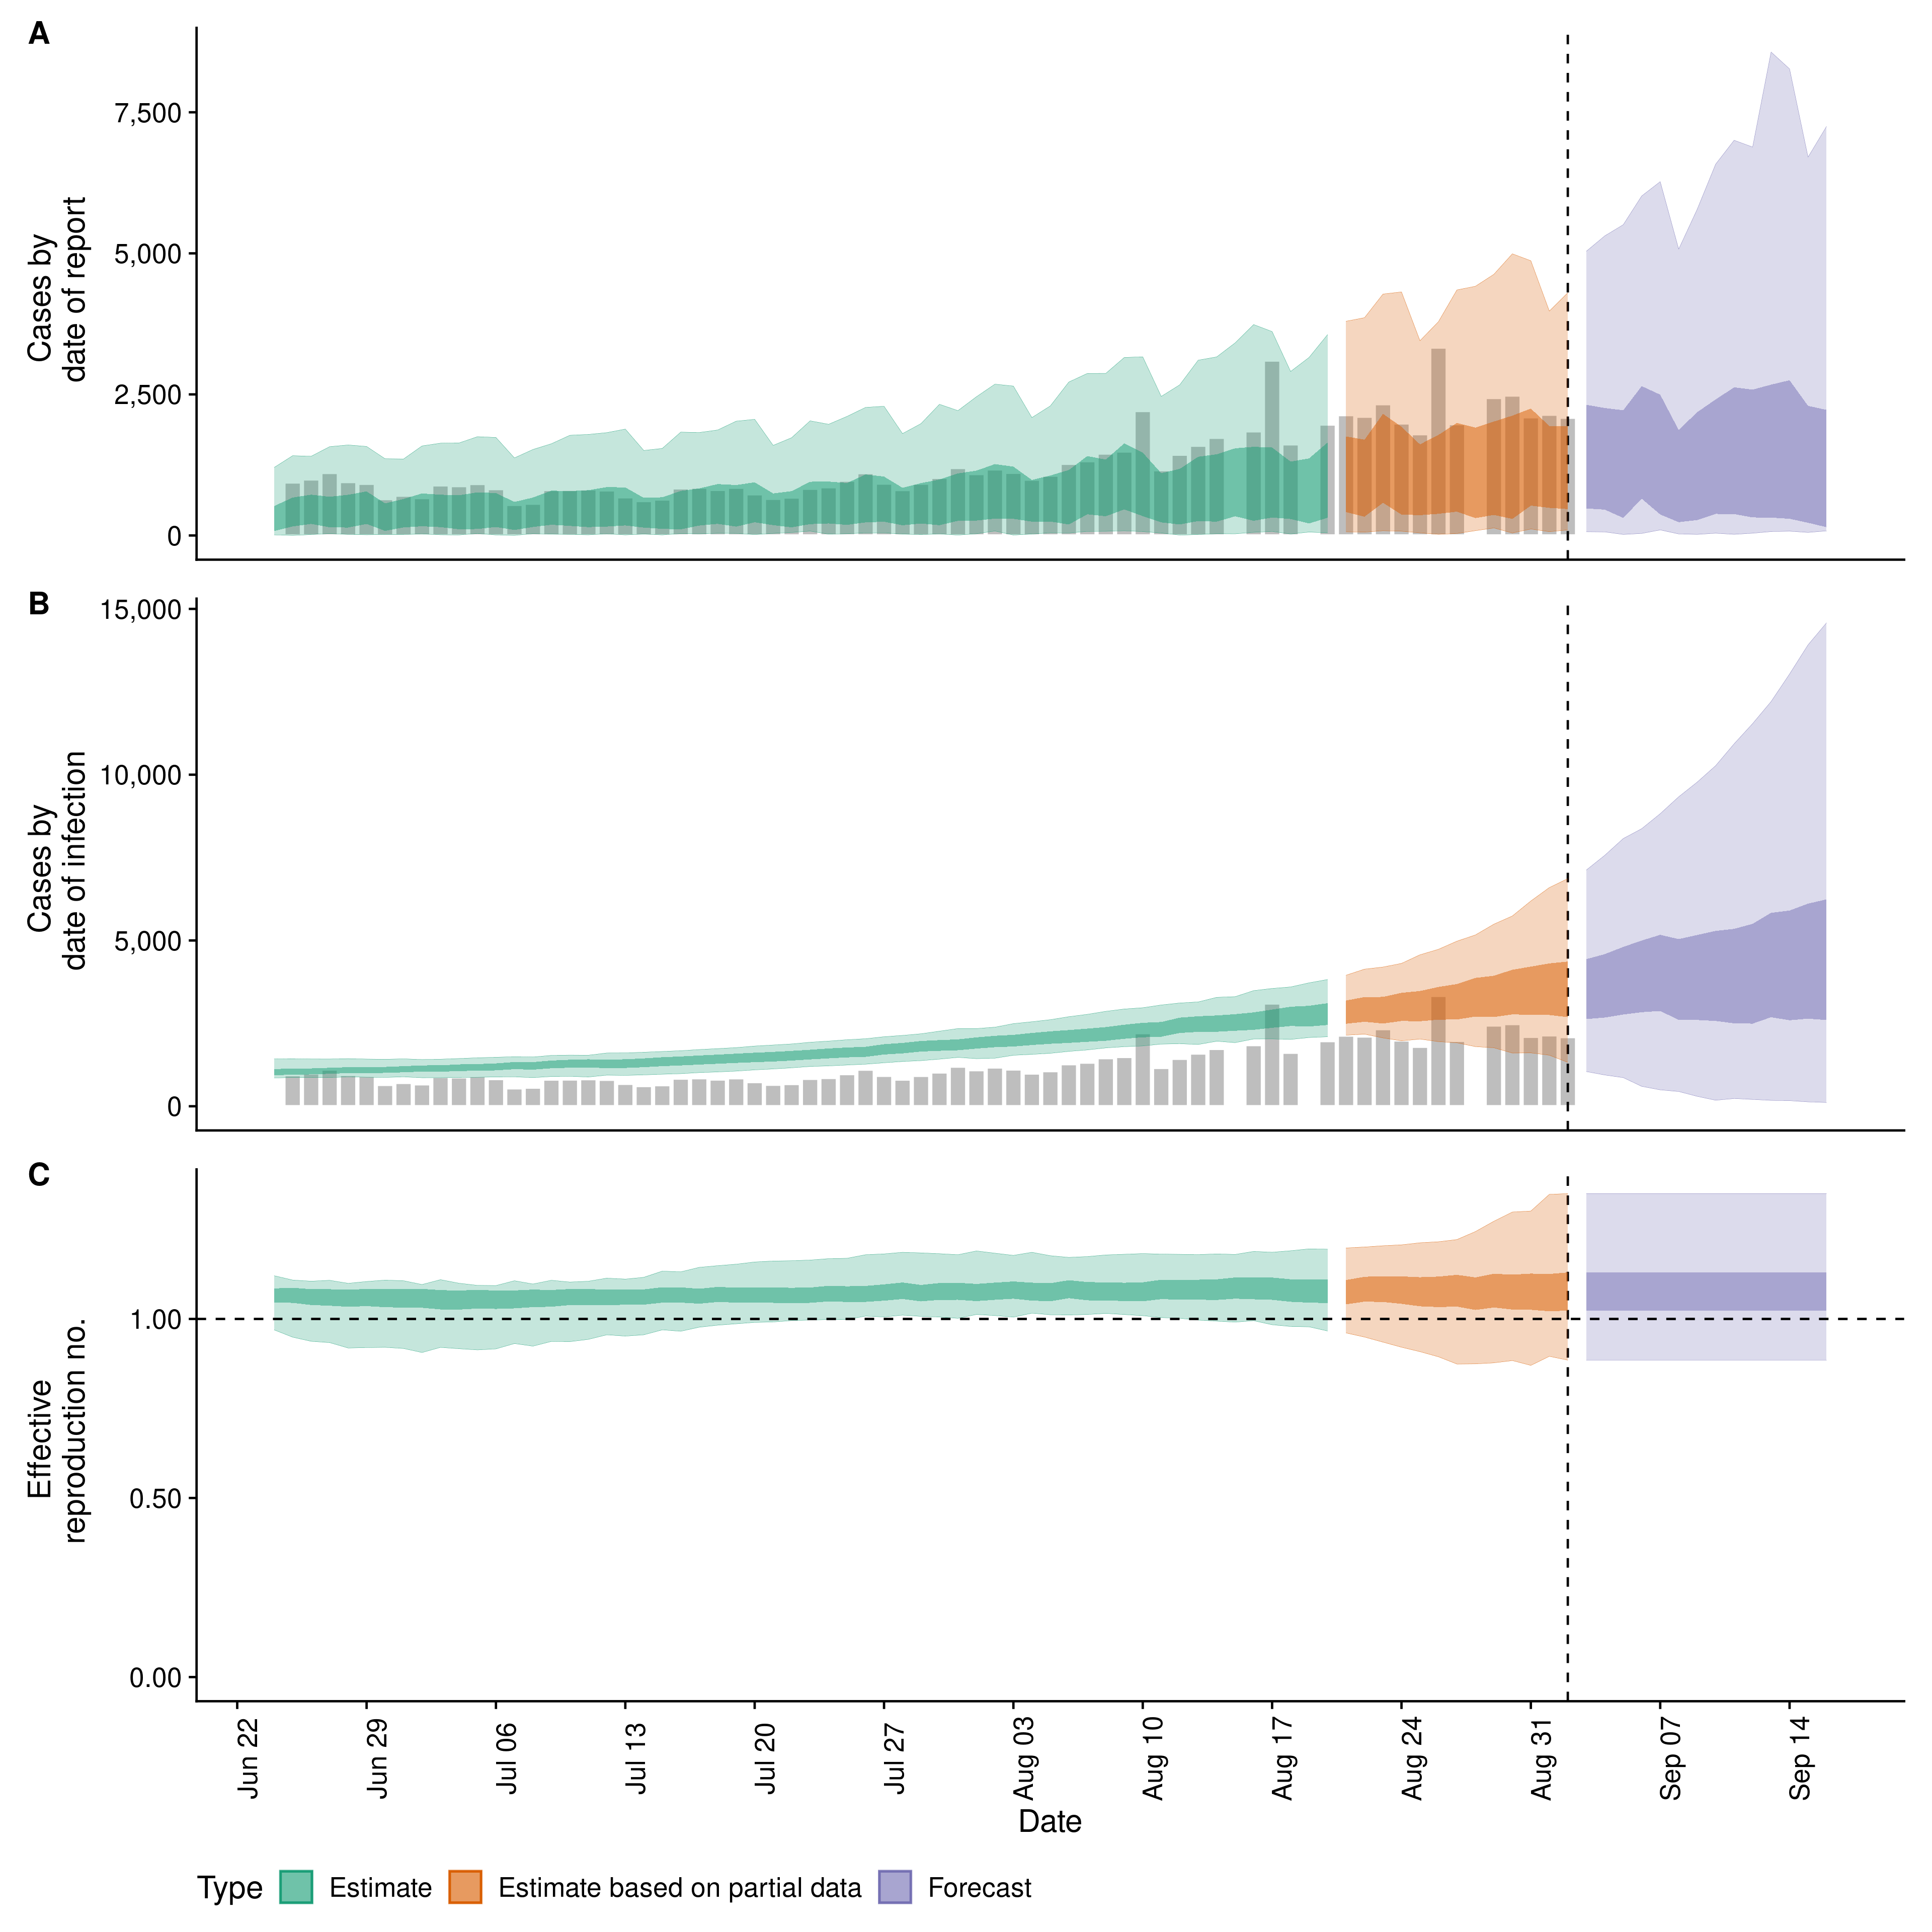 A
Cases by
date of report
7,500
5,000
2,500
0
B
Cases by
date of infection
15,000
10,000
5,000
0
C
Effective
reproduction no.
1.00
0.50
0.00
Jun 22
Jun 29
Jul 06
Jul 13
Jul 20
Jul 27
Aug 03
Aug 10
Aug 17
Aug 24
Aug 31
Sep 07
Sep 14
Date
Type Estimate Estimate based on partial data Forecast